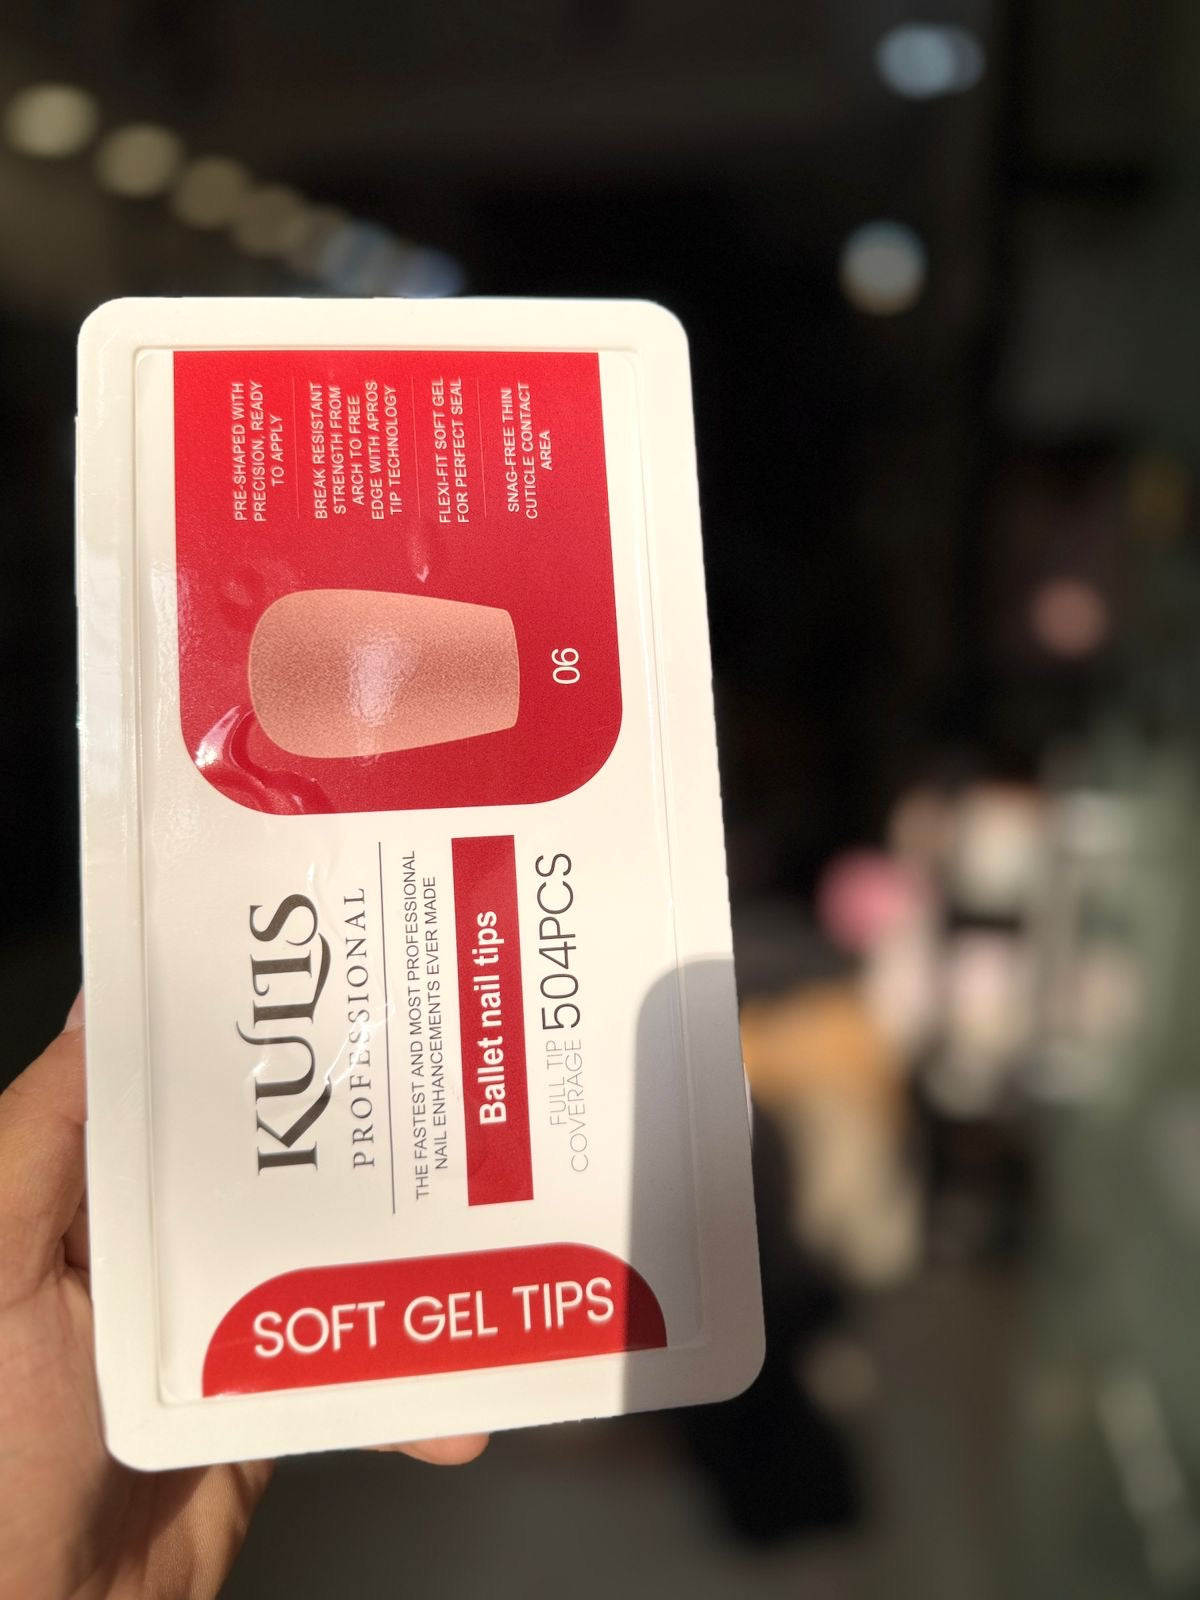 SOFT GEL TIPS
KULIS
PROFESSIONAL
THE FASTEST AND MOST PROFESSIONAL
NAIL ENHANCEMENTS EVER MADE
Ballet nail tips
FULL TIP
COVERAGE 504PCS
06
PRE-SHAPED WITH
PRECISION, READY
TO APPLY
BREAK RESISTANT
STRENGTH FROM
ARCH TO FREE
EDGE WITH APROS
TIP TECHNOLOGY
FLEXI-FIT SOFT GEL
FOR PERFECT SEAL
SNAG-FREE THIN
CUTICLE CONTACT
AREA